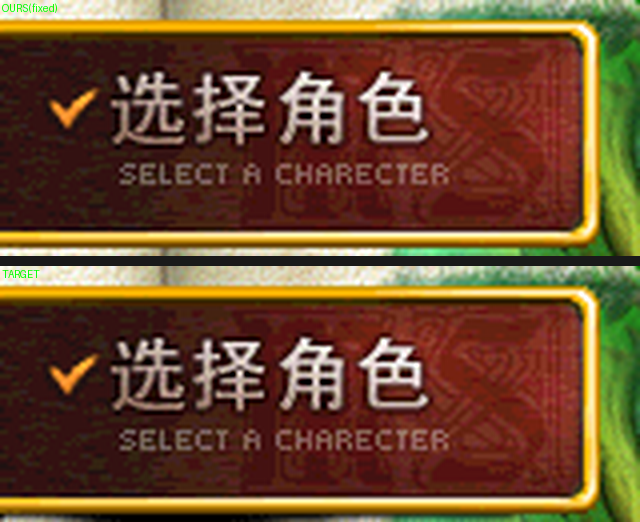 OURS(fixed)
选择角色
SELECT A CHARECTER
TARGET
选择角色
SELECT A CHARECTER